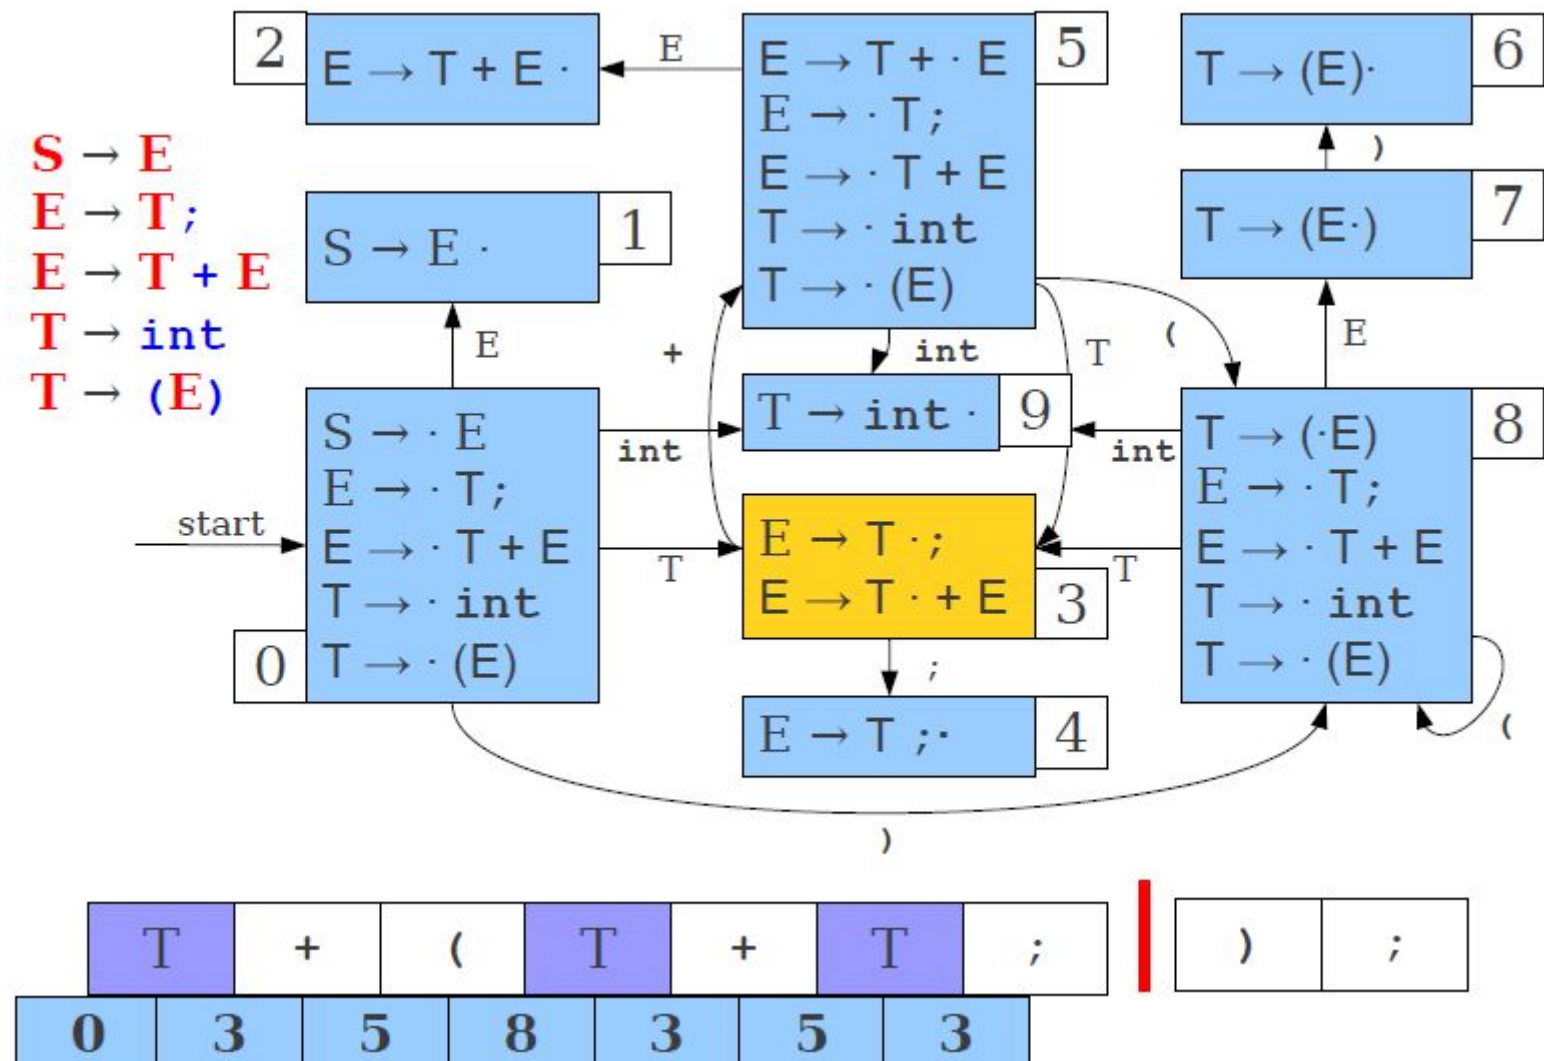 2
E → T + E ·
E
E → T + · E
E → · T ;
E → · T + E
T → · int
T → · (E)
5
T → (E)·
6
)
S → E
E → T ;
E → T + E
T → int
T → (E)
S → E ·
1
T → (E·)
7
E
+
int
T
(
E
S → · E
E → · T ;
E → · T + E
T → · int
T → · (E)
0
start
int
T
T → int ·
9
int
T
T → (·E)
E → · T ;
E → · T + E
T → · int
T → · (E)
8
(
E → T · ;
E → T · + E
3
;
E → T ; ·
4
)
T + ( T + T ; ) ;
0 3 5 8 3 5 3